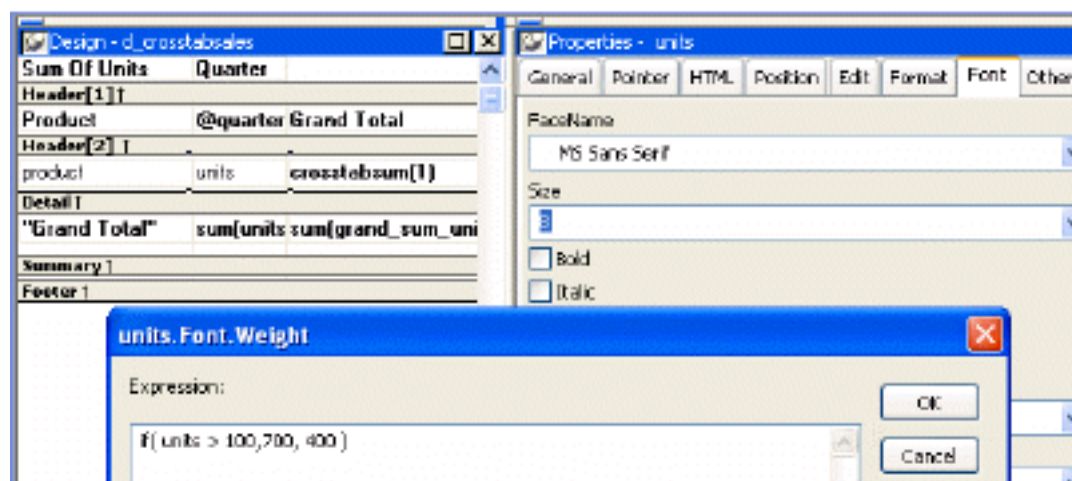 Design - d_crosstabsales
Sum Of Units Quarter
Header[1]↑
Product @quarter Grand Total
Header[2] ↑
product units crosstabsum(1)
Detail ↑
"Grand Total" sum(units sum(grand_sum_uni
Summary ↑
Footer ↑
Properties - units
General Pointer HTML Position Edit Format Font Other
FaceName
MS Sans Serif
Size
8
Bold
Italic
units.Font.Weight
Expression:
if( units > 100,700, 400 )
OK
Cancel